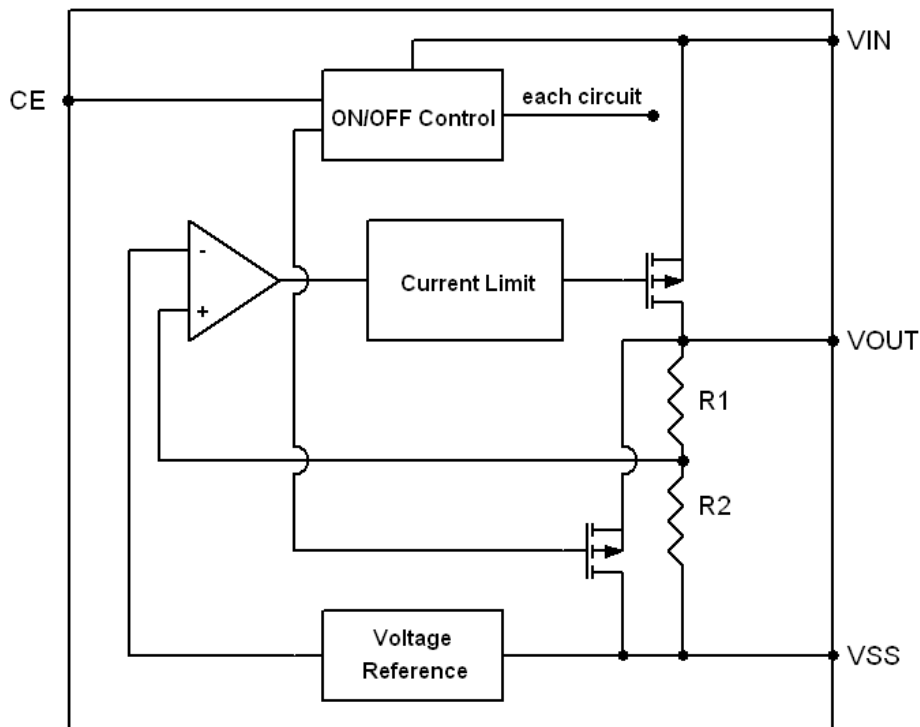 VIN
CE
ON/OFF Control
each circuit
-
+
Current Limit
VOUT
R1
R2
Voltage
Reference
VSS